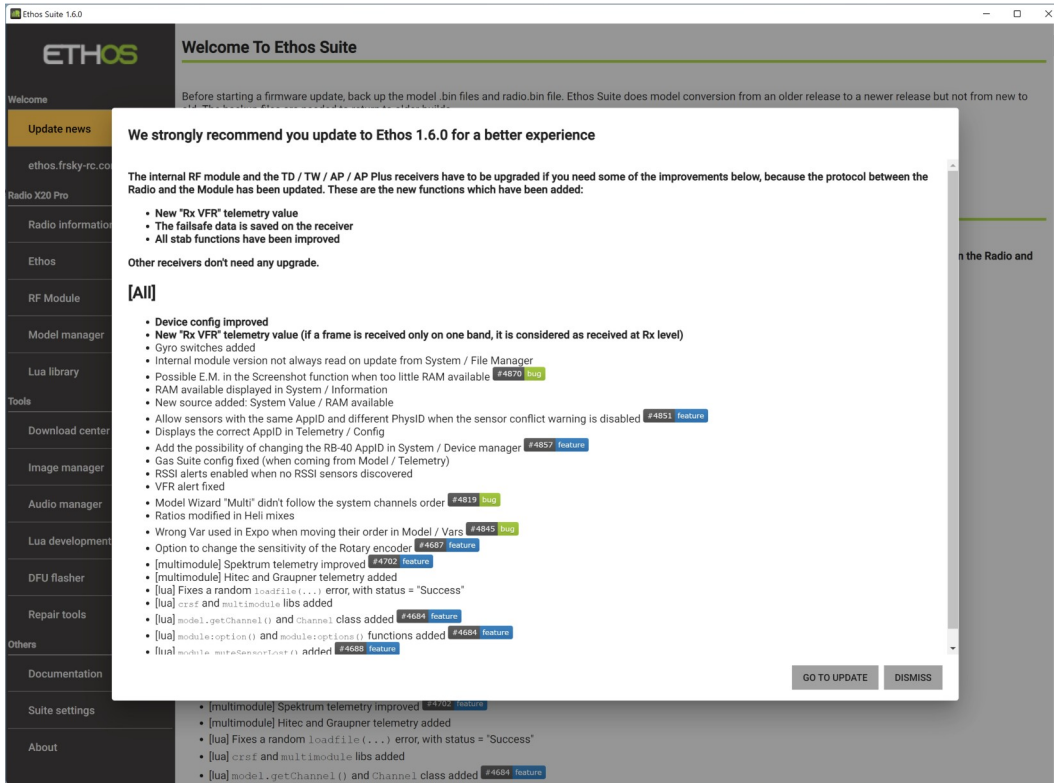 Ethos Suite 1.6.0
ETHOS
Welcome
Update news
ethos.frsky-rc.co
Radio X20 Pro
Radio information
Ethos
RF Module
Model manager
Lua library
Tools
Download center
Image manager
Audio manager
Lua development
DFU flasher
Repair tools
Others
Documentation
Suite settings
About
Welcome To Ethos Suite
Before starting a firmware update, back up the model .bin files and radio.bin file. Ethos Suite does model conversion from an older release to a newer release but not from new to
We strongly recommend you update to Ethos 1.6.0 for a better experience
The internal RF module and the TD / TW / AP / AP Plus receivers have to be upgraded if you need some of the improvements below, because the protocol between the
Radio and the Module has been updated. These are the new functions which have been added:
• New "Rx VFR" telemetry value
• The failsafe data is saved on the receiver
• All stab functions have been improved
Other receivers don't need any upgrade.
n the Radio and
[All]
• Device config improved
• New "Rx VFR" telemetry value (if a frame is received only on one band, it is considered as received at Rx level)
• Gyro switches added
• Internal module version not always read on update from System / File Manager
• Possible E.M. in the Screenshot function when too little RAM available #4870 bug
• RAM available displayed in System / Information
• New source added: System Value / RAM available
• Allow sensors with the same AppID and different PhysID when the sensor conflict warning is disabled #4851 feature
• Displays the correct AppID in Telemetry / Config
• Add the possibility of changing the RB-40 AppID in System / Device manager #4857 feature
• Gas Suite config fixed (when coming from Model / Telemetry)
• RSSI alerts enabled when no RSSI sensors discovered
• VFR alert fixed
• Model Wizard "Multi" didn't follow the system channels order #4819 bug
• Ratios modified in Heli mixes
• Wrong Var used in Expo when moving their order in Model / Vars #4845 bug
• Option to change the sensitivity of the Rotary encoder #4687 feature
• [multimodule] Spektrum telemetry improved #4702 feature
• [multimodule] Hitec and Graupner telemetry added
• [lua] Fixes a random loadfile(...) error, with status = "Success"
• [lua] crsf and multimodule libs added
• [lua] model.getChannel() and Channel class added #4684 feature
• [lua] module:option() and module:options() functions added #4684 feature
• [lua] module.muteSensorLost() added #4688 feature
GO TO UPDATE
DISMISS
• [multimodule] Spektrum telemetry improved #4702 feature
• [multimodule] Hitec and Graupner telemetry added
• [lua] Fixes a random loadfile(...) error, with status = "Success"
• [lua] crsf and multimodule libs added
• [lua] model.getChannel() and Channel class added #4684 feature